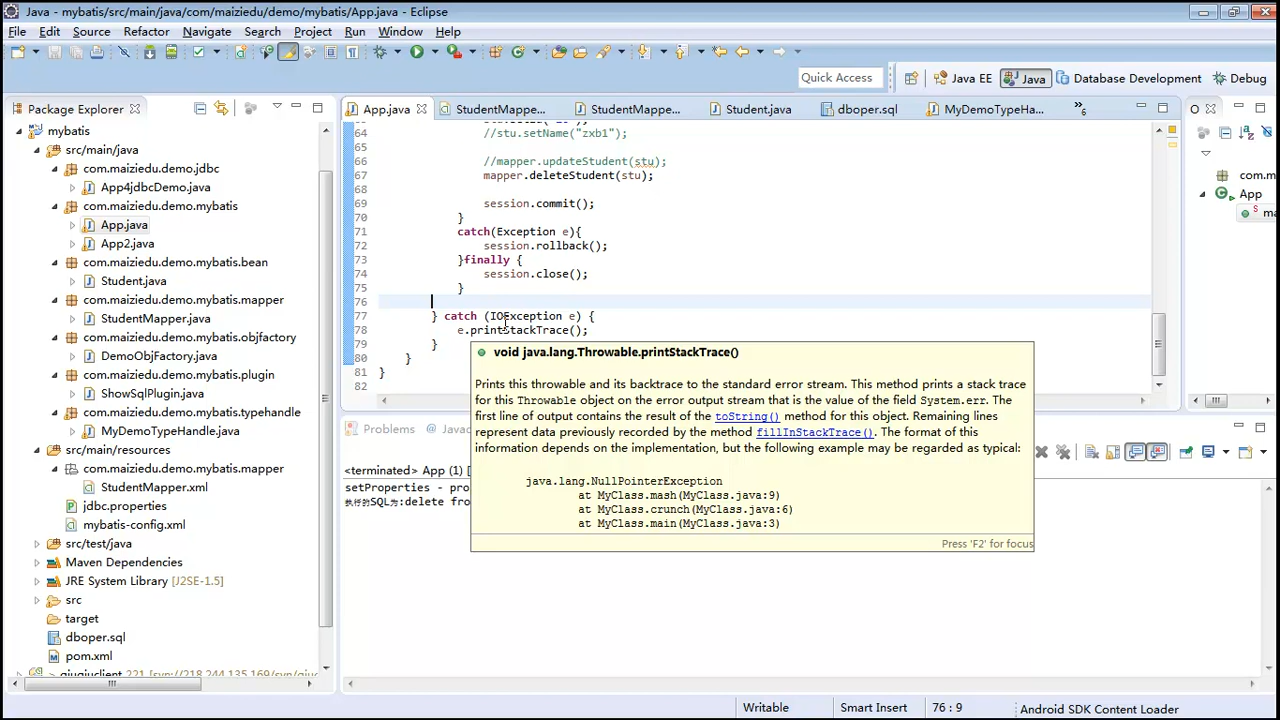 Java - mybatis/src/main/java/com/maiziedu/demo/mybatis/App.java - Eclipse
File Edit Source Refactor Navigate Search Project Run Window Help
Quick Access Java EE Java Database Development Debug
Package Explorer
App.java StudentMappe... StudentMappe... Student.java dboper.sql MyDemoTypeHa... O
mybatis
src/main/java
com.maiziedu.demo.jdbc
App4jdbcDemo.java
com.maiziedu.demo.mybatis
App.java
App2.java
com.maiziedu.demo.mybatis.bean
Student.java
com.maiziedu.demo.mybatis.mapper
StudentMapper.java
com.maiziedu.demo.mybatis.objfactory
DemoObjFactory.java
com.maiziedu.demo.mybatis.plugin
ShowSqlPlugin.java
com.maiziedu.demo.mybatis.typehandle
MyDemoTypeHandle.java
src/main/resources
com.maiziedu.demo.mybatis.mapper
StudentMapper.xml
jdbc.properties
mybatis-config.xml
src/test/java
Maven Dependencies
JRE System Library [J2SE-1.5]
src
target
dboper.sql
pom.xml
64 //stu.setName("zxb1");
65
66 //mapper.updateStudent(stu);
67 mapper.deleteStudent(stu);
68
69 session.commit();
70 }
71 catch(Exception e){
72 session.rollback();
73 }finally {
74 session.close();
75 }
76
77 } catch (IOException e) {
78 e.printStackTrace();
79 }
80 }
81 }
82
com.m
App
ma
void java.lang.Throwable.printStackTrace()
Prints this throwable and its backtrace to the standard error stream. This method prints a stack trace
for this Throwable object on the error output stream that is the value of the field System.err. The
first line of output contains the result of the toString() method for this object. Remaining lines
represent data previously recorded by the method fillInStackTrace(). The format of this
information depends on the implementation, but the following example may be regarded as typical:
java.lang.NullPointerException
at MyClass.mash(MyClass.java:9)
at MyClass.crunch(MyClass.java:6)
at MyClass.main(MyClass.java:3)
Press 'F2' for focus
Problems Javac
<terminated> App (1) [
setProperties - pro
执行的SQL为:delete fro
Writable Smart Insert 76 : 9 Android SDK Content Loader